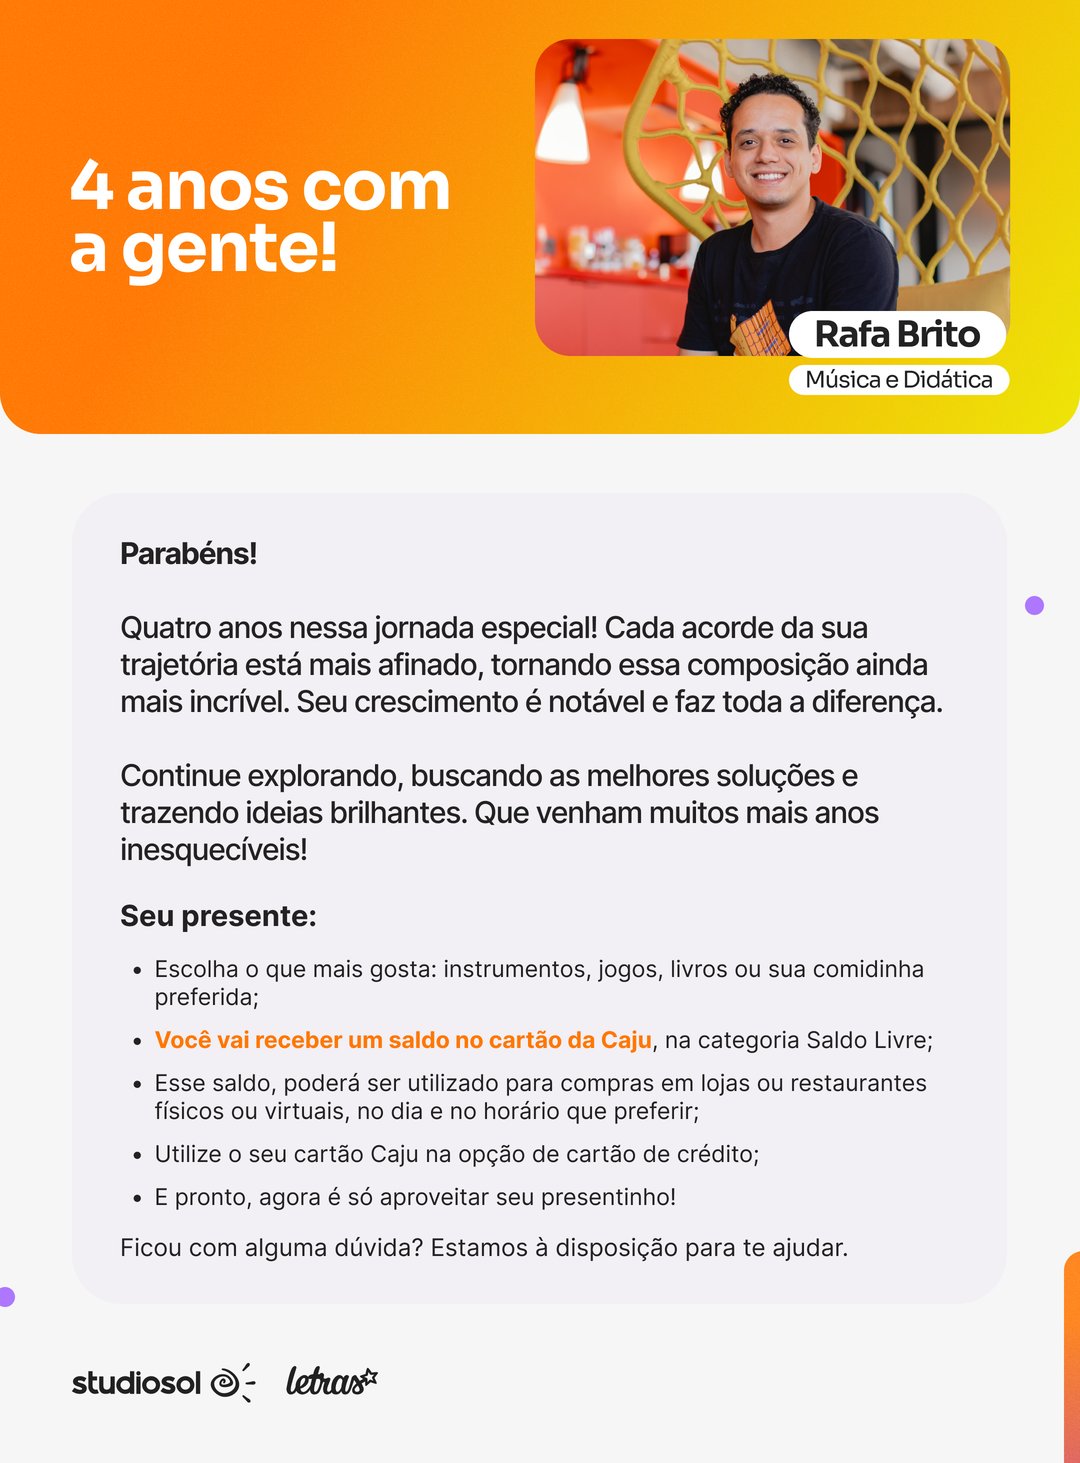 4 anos com
a gente!
Rafa Brito
Música e Didática
Parabéns!
Quatro anos nessa jornada especial! Cada acorde da sua
trajetória está mais afinado, tornando essa composição ainda
mais incrível. Seu crescimento é notável e faz toda a diferença.
Continue explorando, buscando as melhores soluções e
trazendo ideias brilhantes. Que venham muitos mais anos
inesquecíveis!
Seu presente:
• Escolha o que mais gosta: instrumentos, jogos, livros ou sua comidinha
preferida;
• Você vai receber um saldo no cartão da Caju, na categoria Saldo Livre;
• Esse saldo, poderá ser utilizado para compras em lojas ou restaurantes
físicos ou virtuais, no dia e no horário que preferir;
• Utilize o seu cartão Caju na opção de cartão de crédito;
• E pronto, agora é só aproveitar seu presentinho!
Ficou com alguma dúvida? Estamos à disposição para te ajudar.
studiosol letras